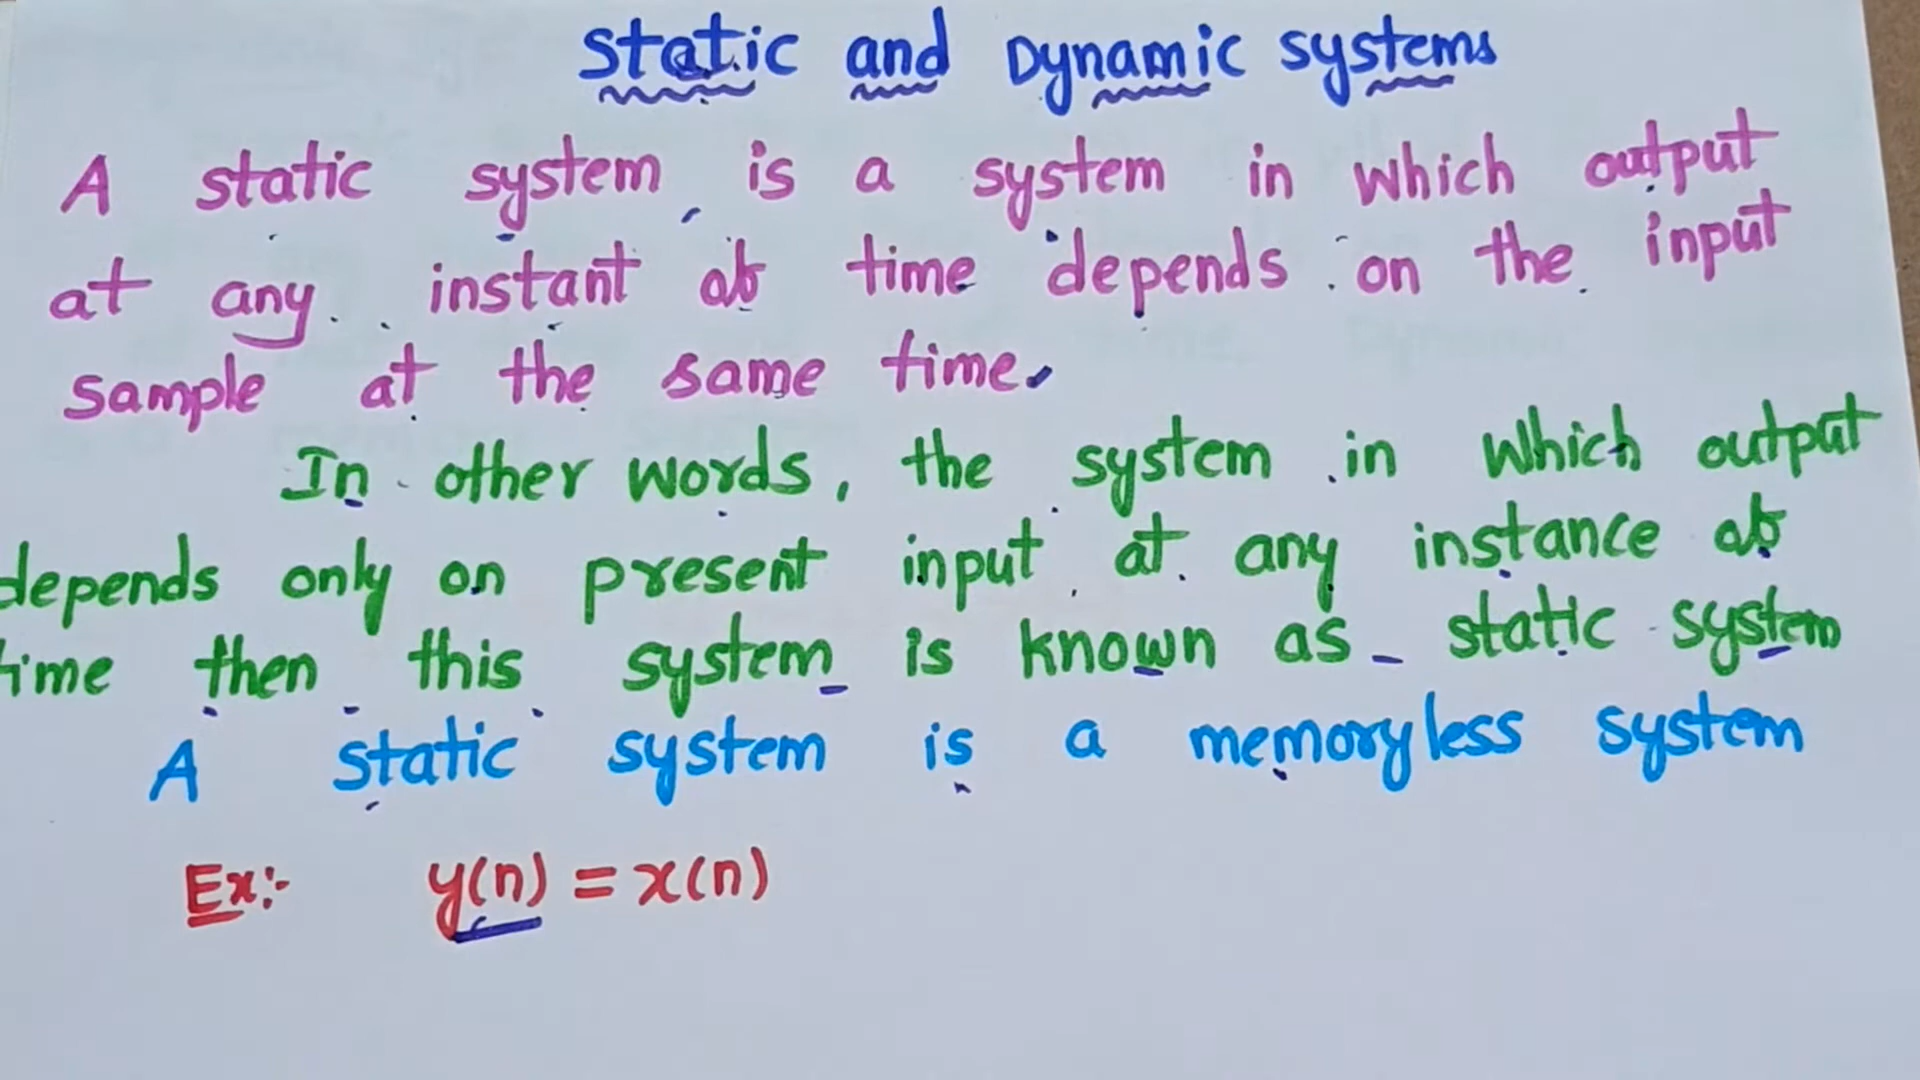 Static and Dynamic systems
A static system is a system in which output
at any instant of time depends on the input
sample at the same time.
In other words, the system in which output
depends only on present input at any instance of
time then this system is known as static system
A static system is a memoryless system
Ex:- y(n) = x(n)